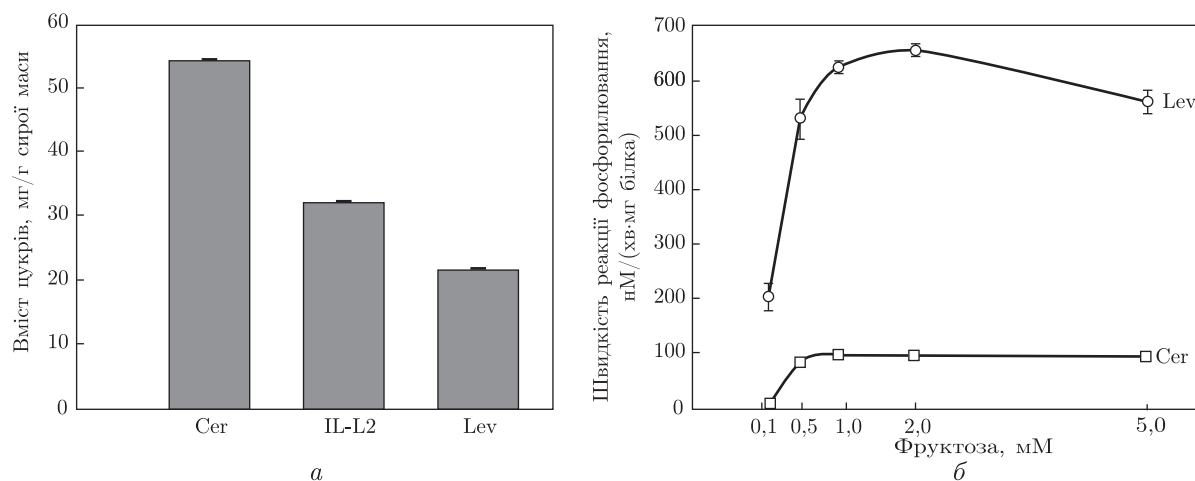 Вміст цукрів, мг/г сирої маси
60
50
40
30
20
10
0
Cer
IL-L2
Lev
а
Швидкість реакції фосфорилювання,
нМ/(хв·мг білка)
700
600
500
400
300
200
100
0
Lev
Cer
0,1
0,5
1,0
2,0
5,0
Фруктоза, мМ
б